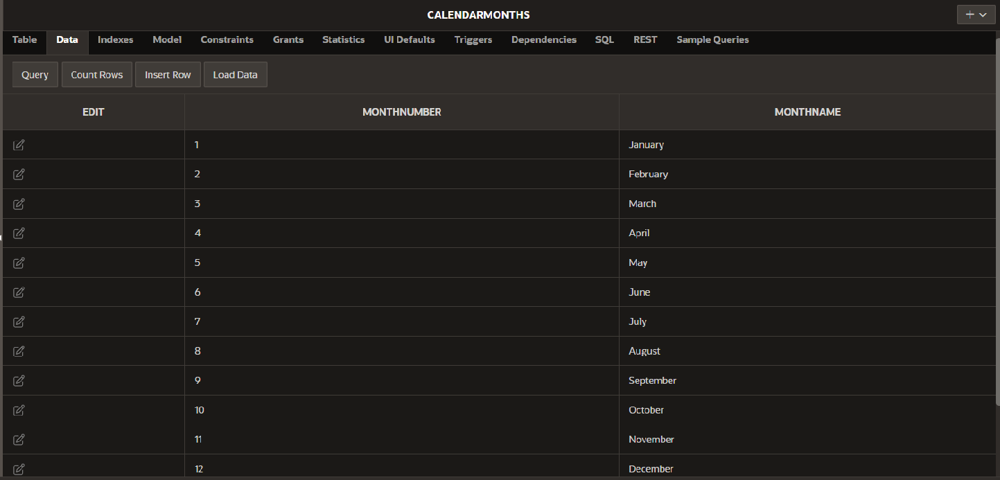 CALENDARMONTHS
Table Data Indexes Model Constraints Grants Statistics UI Defaults Triggers Dependencies SQL REST Sample Queries
Query Count Rows Insert Row Load Data
EDIT MONTHNUMBER MONTHNAME
1 January
2 February
3 March
4 April
5 May
6 June
7 July
8 August
9 September
10 October
11 November
12 December